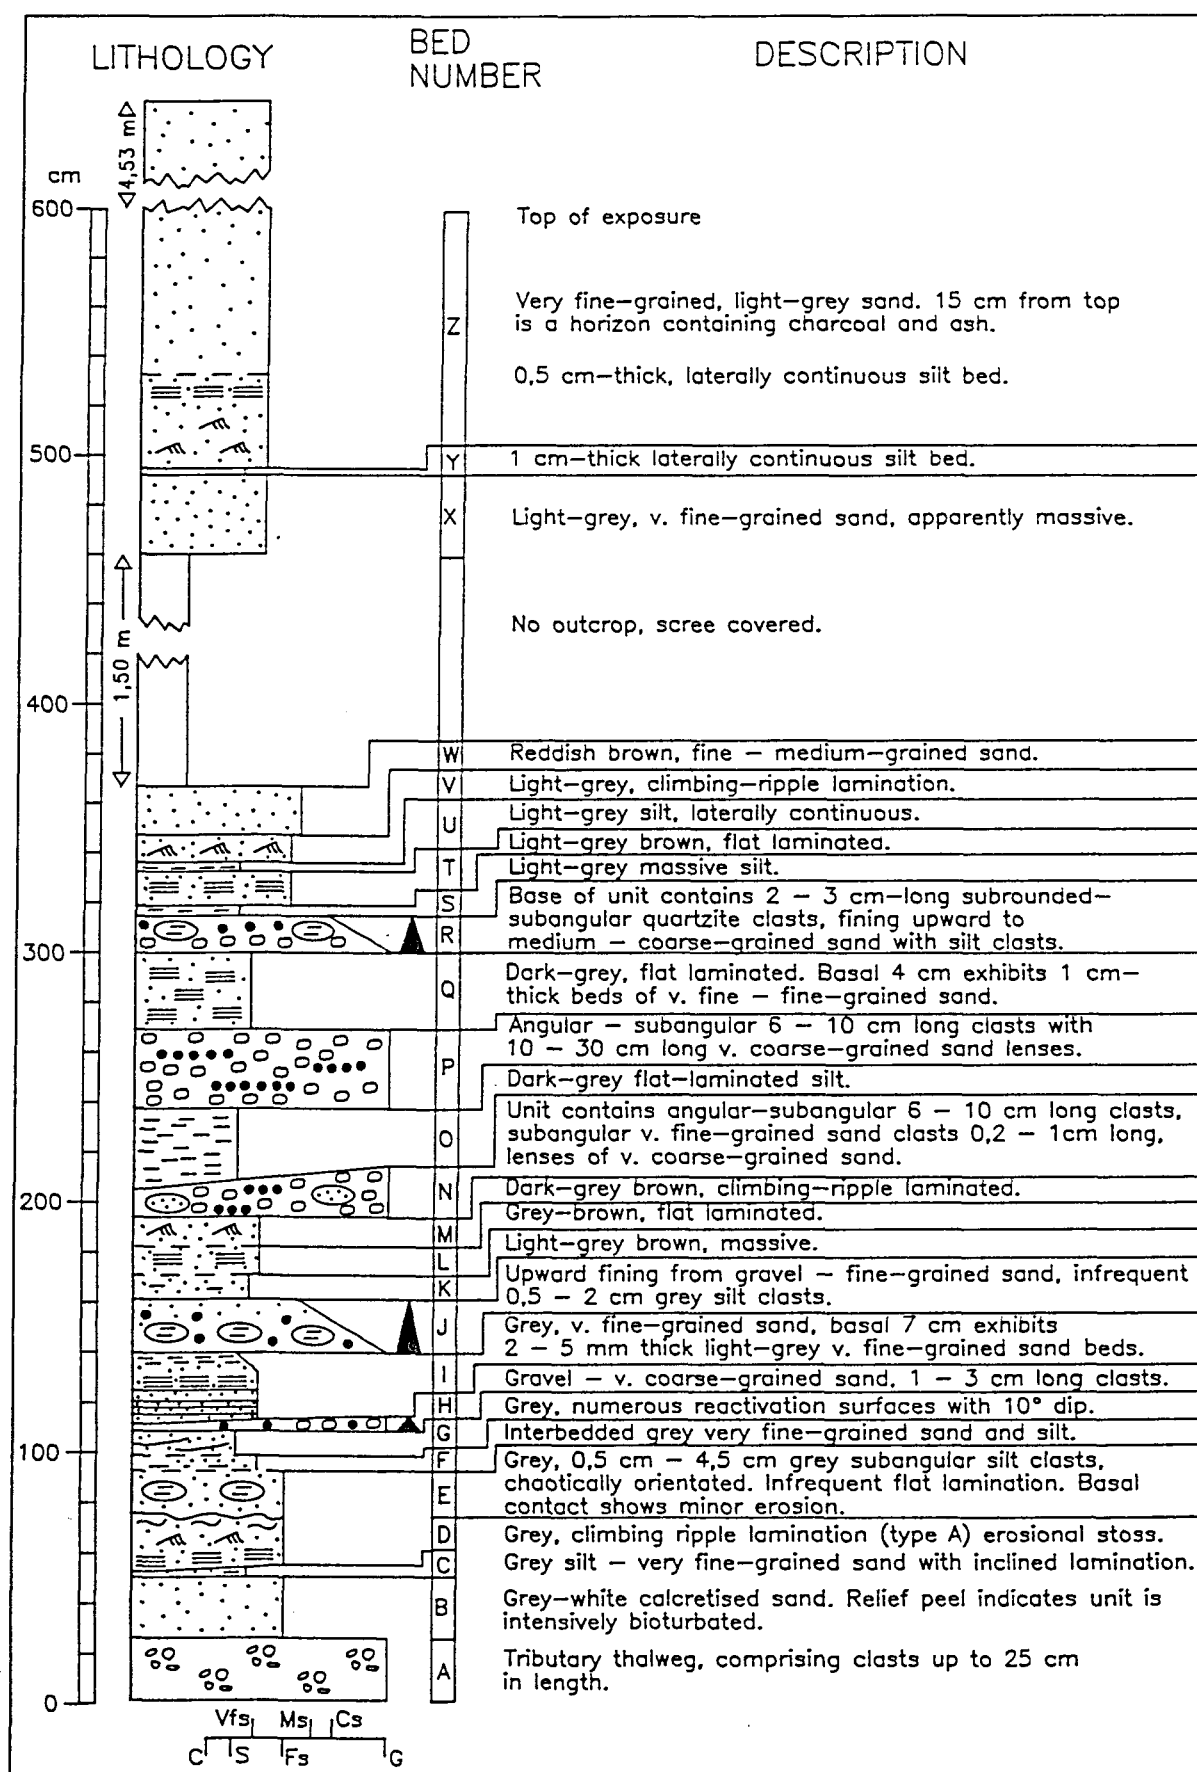 LITHOLOGY
BED
NUMBER
DESCRIPTION
4,53 m
cm
600
Top of exposure
Z
Very fine–grained, light–grey sand. 15 cm from top
is a horizon containing charcoal and ash.
0,5 cm–thick, laterally continuous silt bed.
500
Y
1 cm–thick laterally continuous silt bed.
X
Light–grey, v. fine–grained sand, apparently massive.
1,50 m
No outcrop, scree covered.
400
W
Reddish brown, fine – medium–grained sand.
V
Light–grey, climbing–ripple lamination.
U
Light–grey silt, laterally continuous.
Light–grey brown, flat laminated.
T
Light–grey massive silt.
S
Base of unit contains 2 – 3 cm–long subrounded–
subangular quartzite clasts, fining upward to
medium – coarse–grained sand with silt clasts.
R
300
Q
Dark–grey, flat laminated. Basal 4 cm exhibits 1 cm–
thick beds of v. fine – fine–grained sand.
Angular – subangular 6 – 10 cm long clasts with
10 – 30 cm long v. coarse–grained sand lenses.
P
Dark–grey flat–laminated silt.
Unit contains angular–subangular 6 – 10 cm long clasts,
subangular v. fine–grained sand clasts 0,2 – 1cm long,
lenses of v. coarse–grained sand.
O
N
Dark–grey brown, climbing–ripple laminated.
200
Grey–brown, flat laminated.
M
Light–grey brown, massive.
L
Upward fining from gravel – fine–grained sand, infrequent
0,5 – 2 cm grey silt clasts.
K
J
Grey, v. fine–grained sand, basal 7 cm exhibits
2 – 5 mm thick light–grey v. fine–grained sand beds.
I
Gravel – v. coarse–grained sand, 1 – 3 cm long clasts.
H
Grey, numerous reactivation surfaces with 10° dip.
G
Interbedded grey very fine–grained sand and silt.
100
F
Grey, 0,5 cm – 4,5 cm grey subangular silt clasts,
chaotically orientated. Infrequent flat lamination. Basal
contact shows minor erosion.
E
D
Grey, climbing ripple lamination (type A) erosional stoss.
C
Grey silt – very fine–grained sand with inclined lamination.
B
Grey–white calcretised sand. Relief peel indicates unit is
intensively bioturbated.
A
Tributary thalweg, comprising clasts up to 25 cm
in length.
0
Vfs Ms Cs
C S Fs G